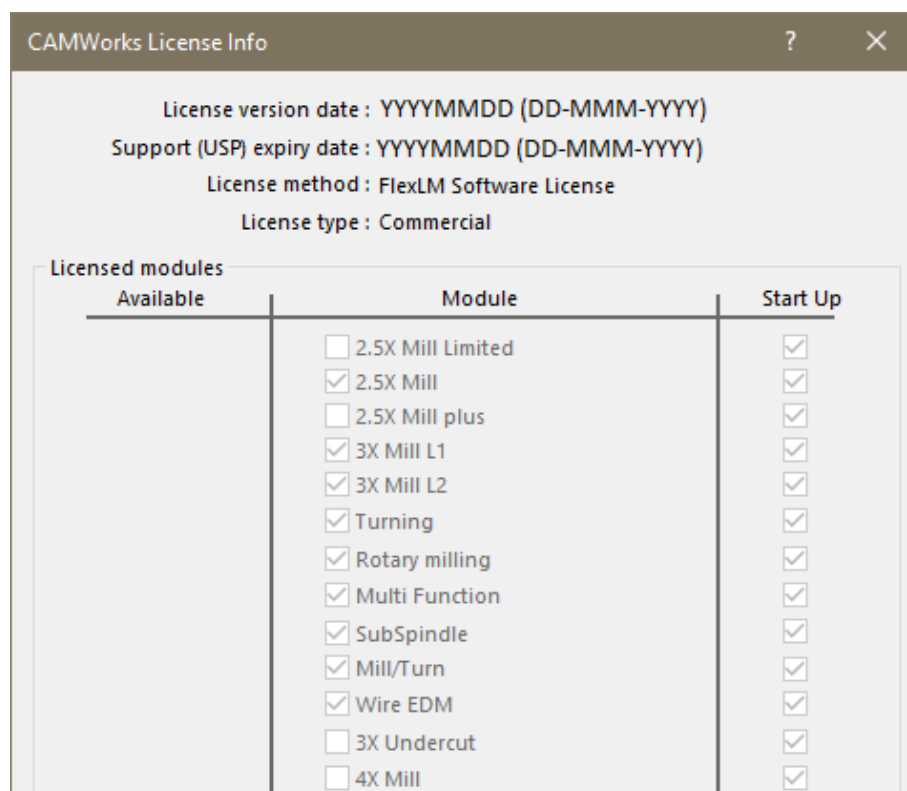 CAMWorks License Info ? ×
License version date : YYYYMMDD (DD-MMM-YYYY)
Support (USP) expiry date : YYYYMMDD (DD-MMM-YYYY)
License method : FlexLM Software License
License type : Commercial
Licensed modules
Available Module Start Up
2.5X Mill Limited
2.5X Mill
2.5X Mill plus
3X Mill L1
3X Mill L2
Turning
Rotary milling
Multi Function
SubSpindle
Mill/Turn
Wire EDM
3X Undercut
4X Mill